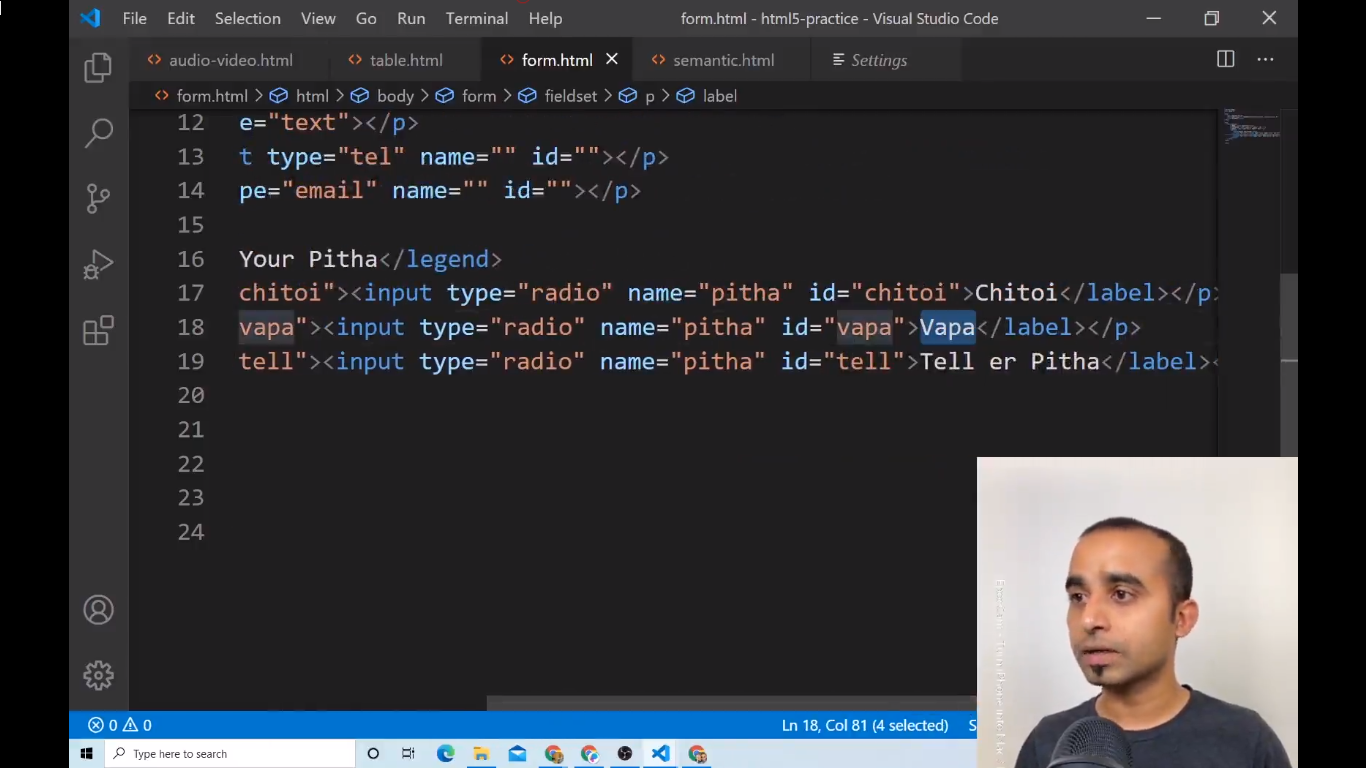 File Edit Selection View Go Run Terminal Help form.html - html5-practice - Visual Studio Code
audio-video.html table.html form.html semantic.html Settings
form.html > html > body > form > fieldset > p > label
12 e="text"></p>
13 t type="tel" name="" id=""></p>
14 pe="email" name="" id=""></p>
15
16 Your Pitha</legend>
17 chitoi"><input type="radio" name="pitha" id="chitoi">Chitoi</label></p>
18 vapa"><input type="radio" name="pitha" id="vapa">Vapa</label></p>
19 tell"><input type="radio" name="pitha" id="tell">Tell er Pitha</label><
20
21
22
23
24
0 0 Ln 18, Col 81 (4 selected) S
Type here to search